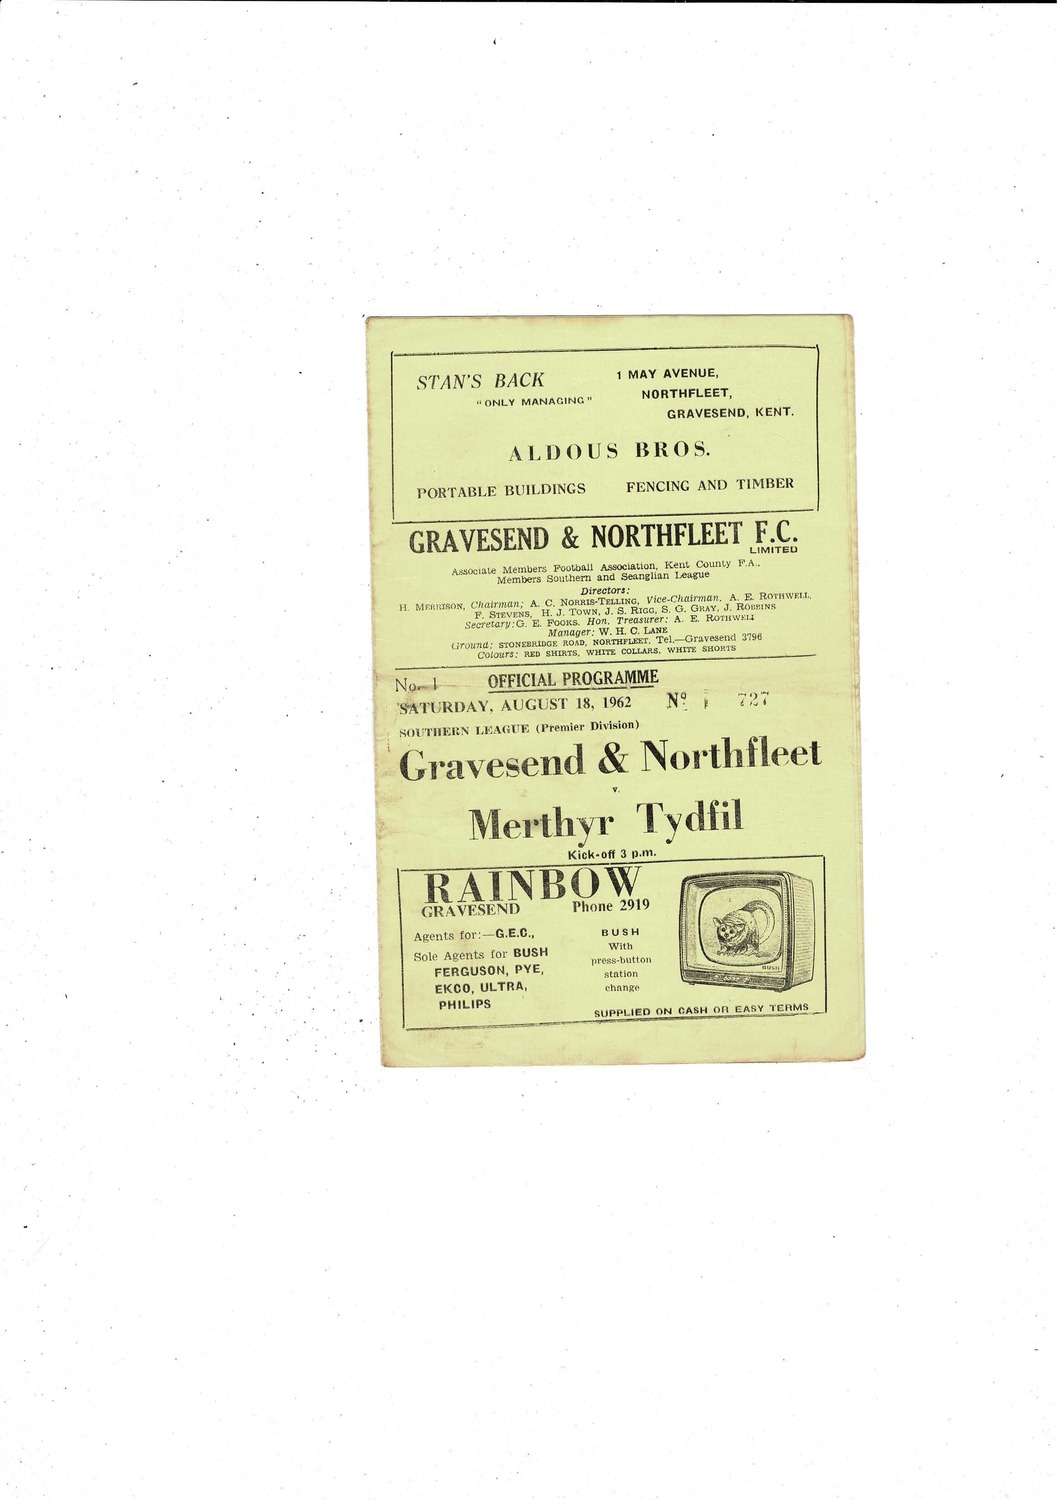 STAN'S BACK
"ONLY MANAGING"
1 MAY AVENUE,
NORTHFLEET,
GRAVESEND, KENT.
ALDOUS BROS.
PORTABLE BUILDINGS FENCING AND TIMBER
GRAVESEND & NORTHFLEET F.C.
LIMITED
Associate Members Football Association, Kent County F.A.,
Members Southern and Seanglian League
Directors:
H. MERRISON, Chairman; A. C. NORRIS-TELLING, Vice-Chairman, A. E. ROTHWELL,
F. STEVENS, H. J. TOWN, J. S. RIGG, S. G. GRAY, J. ROBBINS
Secretary: G. E. FOOKS. Hon. Treasurer: A. E. ROTHWELL
Manager: W. H. C. LANE
Ground: STONEBRIDGE ROAD, NORTHFLEET. Tel.—Gravesend 3796
Colours: RED SHIRTS, WHITE COLLARS, WHITE SHORTS
No. 1 OFFICIAL PROGRAMME
SATURDAY, AUGUST 18, 1962 Nº 727
SOUTHERN LEAGUE (Premier Division)
Gravesend & Northfleet
v.
Merthyr Tydfil
Kick-off 3 p.m.
RAINBOW
GRAVESEND Phone 2919
Agents for:—G.E.C.,
Sole Agents for BUSH
FERGUSON, PYE,
EKCO, ULTRA,
PHILIPS
BUSH
With
press-button
station
change
BUSH
SUPPLIED ON CASH OR EASY TERMS